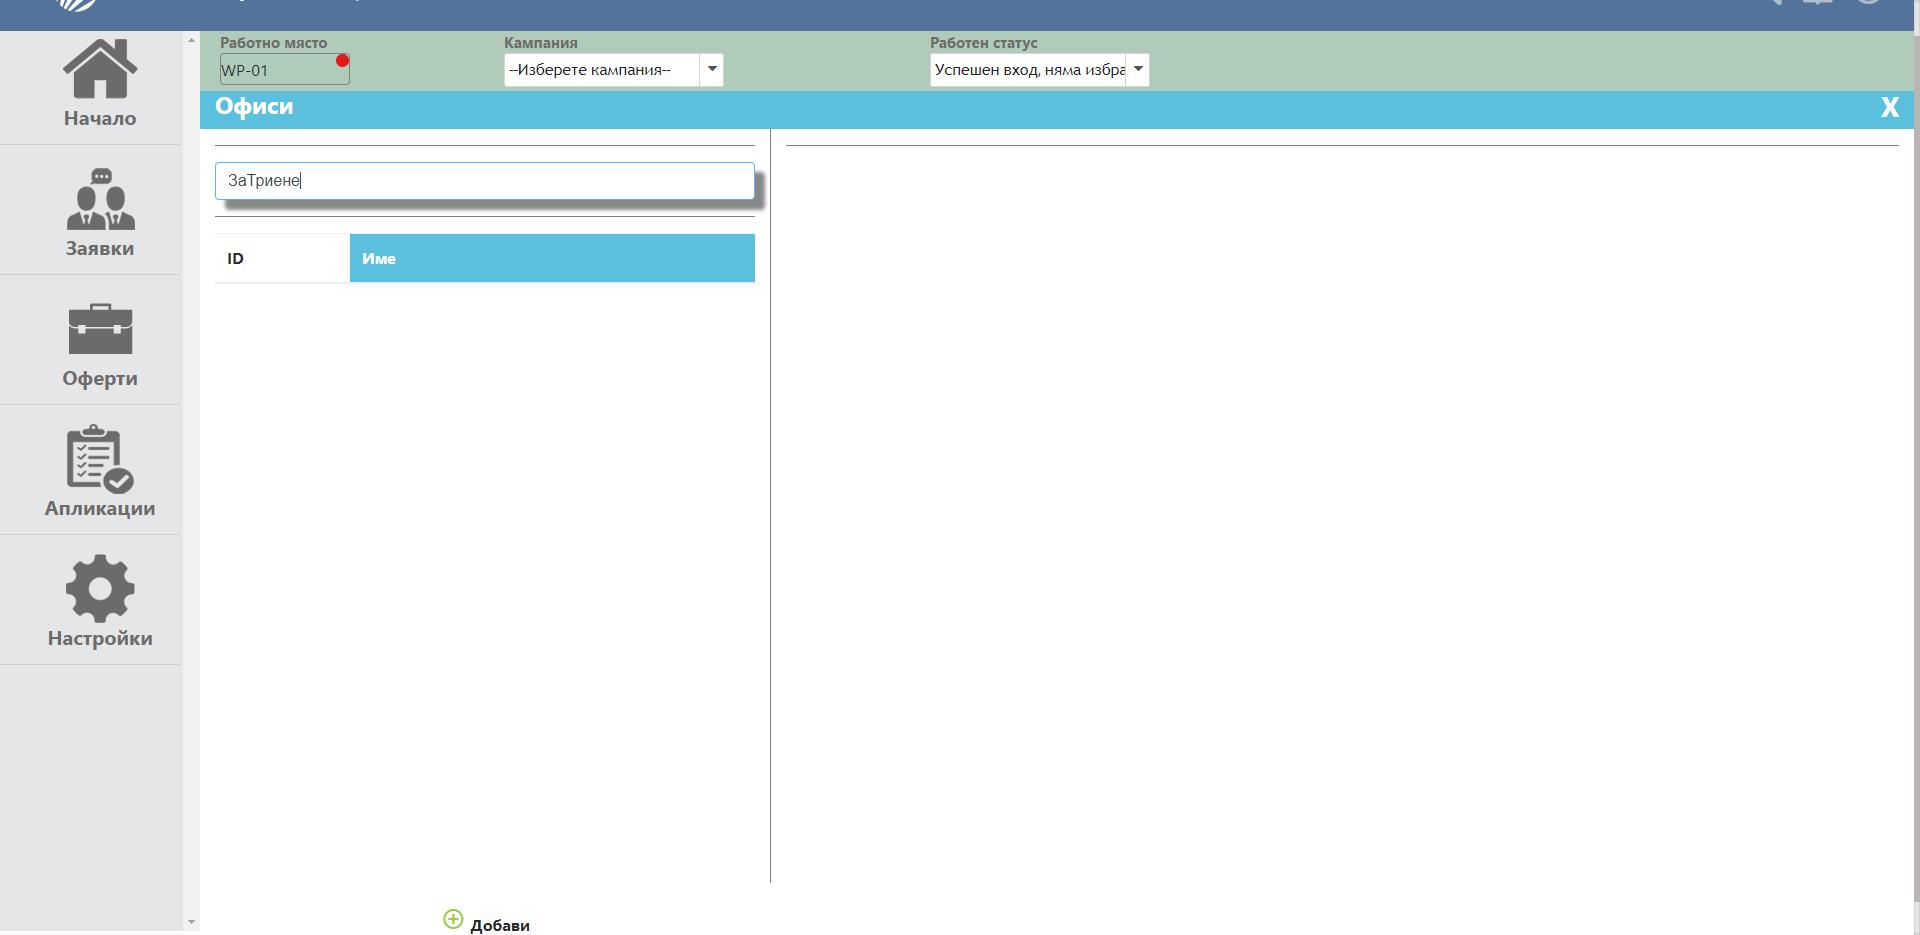 Работно място
WP-01
Кампания
--Изберете кампания--
Работен статус
Успешен вход, няма избра
Офиси
X
Начало
Заявки
Оферти
Апликации
Настройки
ЗаТриене
ID
Име
Добави